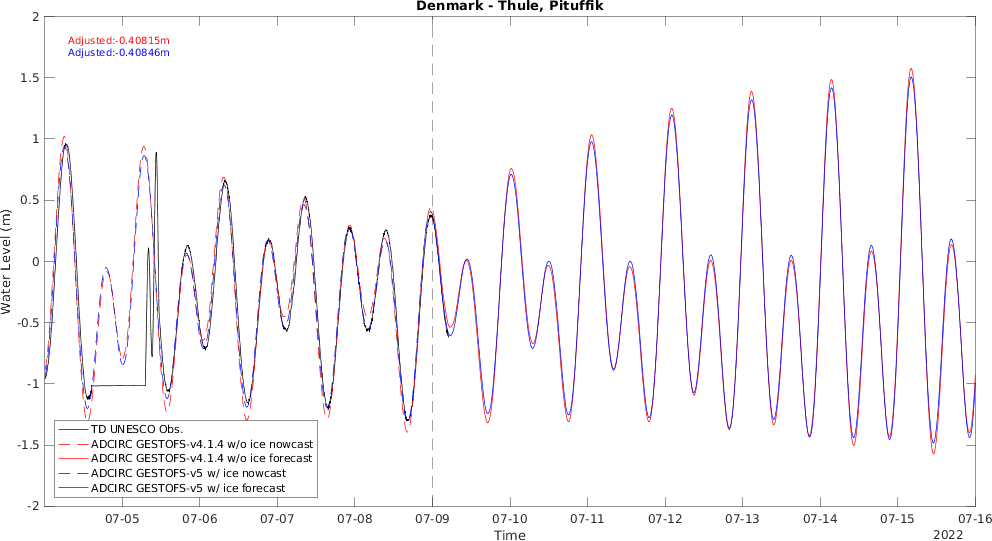 Denmark - Thule, Pituffik
Adjusted:-0.40815m
Adjusted:-0.40846m
Water Level (m)
2
1.5
1
0.5
0
-0.5
-1
-1.5
-2
TD UNESCO Obs.
ADCIRC GESTOFS-v4.1.4 w/o ice nowcast
ADCIRC GESTOFS-v4.1.4 w/o ice forecast
ADCIRC GESTOFS-v5 w/ ice nowcast
ADCIRC GESTOFS-v5 w/ ice forecast
07-05 07-06 07-07 07-08 07-09 07-10 07-11 07-12 07-13 07-14 07-15 07-16
Time
2022